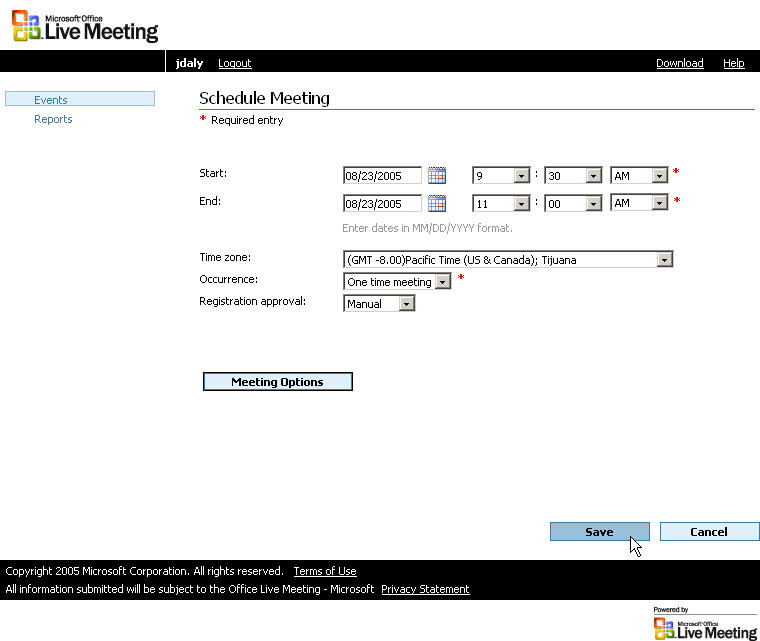 Microsoft Office
Live Meeting
jdaly Logout Download Help
Events
Reports
Schedule Meeting
* Required entry
Start: 08/23/2005 9 : 30 AM *
End: 08/23/2005 11 : 00 AM *
Enter dates in MM/DD/YYYY format.
Time zone: (GMT -8.00)Pacific Time (US & Canada); Tijuana
Occurrence: One time meeting *
Registration approval: Manual
Meeting Options
Save Cancel
Copyright 2005 Microsoft Corporation. All rights reserved. Terms of Use
All information submitted will be subject to the Office Live Meeting - Microsoft Privacy Statement
Powered by
Microsoft Office
Live Meeting